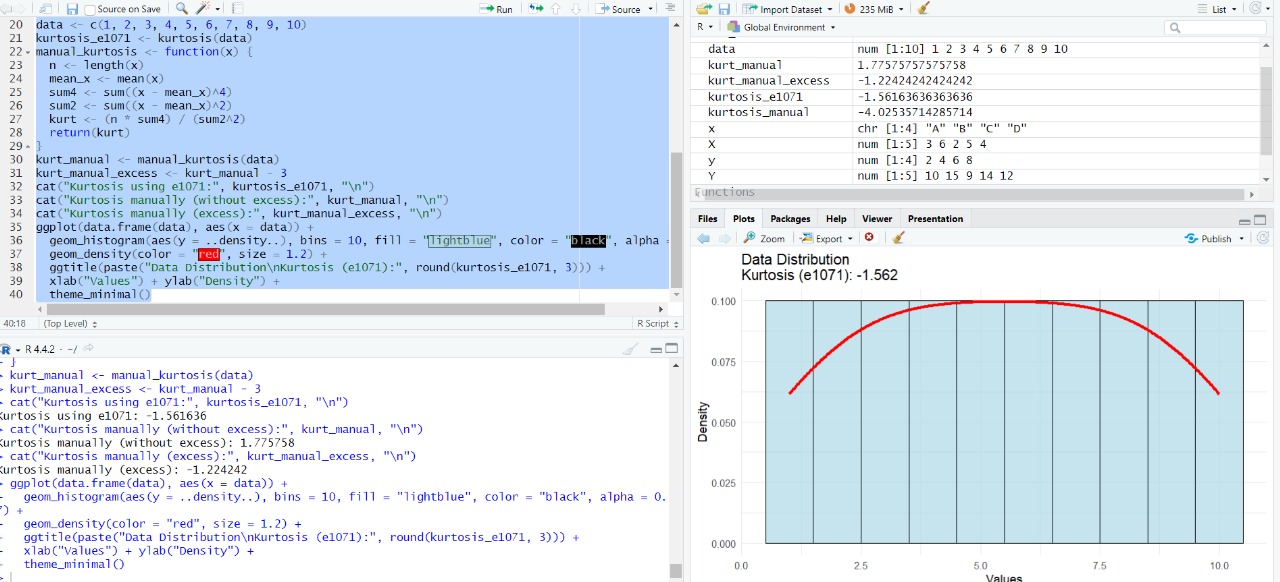 Source on Save
Run
Source
20 data <- c(1, 2, 3, 4, 5, 6, 7, 8, 9, 10)
21 kurtosis_e1071 <- kurtosis(data)
22 manual_kurtosis <- function(x) {
23 n <- length(x)
24 mean_x <- mean(x)
25 sum4 <- sum((x - mean_x)^4)
26 sum2 <- sum((x - mean_x)^2)
27 kurt <- (n * sum4) / (sum2^2)
28 return(kurt)
29 }
30 kurt_manual <- manual_kurtosis(data)
31 kurt_manual_excess <- kurt_manual - 3
32 cat("Kurtosis using e1071:", kurtosis_e1071, "\n")
33 cat("Kurtosis manually (without excess):", kurt_manual, "\n")
34 cat("Kurtosis manually (excess):", kurt_manual_excess, "\n")
35 ggplot(data.frame(data), aes(x = data)) +
36 geom_histogram(aes(y = ..density..), bins = 10, fill = "lightblue", color = "black", alpha =
37 geom_density(color = "red", size = 1.2) +
38 ggtitle(paste("Data Distribution\nKurtosis (e1071):", round(kurtosis_e1071, 3))) +
39 xlab("Values") + ylab("Density") +
40 theme_minimal()
40:18 (Top Level) R Script
R R 4.4.2 · ~/
}
> kurt_manual <- manual_kurtosis(data)
> kurt_manual_excess <- kurt_manual - 3
> cat("Kurtosis using e1071:", kurtosis_e1071, "\n")
Kurtosis using e1071: -1.561636
> cat("Kurtosis manually (without excess):", kurt_manual, "\n")
Kurtosis manually (without excess): 1.775758
> cat("Kurtosis manually (excess):", kurt_manual_excess, "\n")
Kurtosis manually (excess): -1.224242
> ggplot(data.frame(data), aes(x = data)) +
geom_histogram(aes(y = ..density..), bins = 10, fill = "lightblue", color = "black", alpha = 0.
7) +
geom_density(color = "red", size = 1.2) +
ggtitle(paste("Data Distribution\nKurtosis (e1071):", round(kurtosis_e1071, 3))) +
xlab("Values") + ylab("Density") +
theme_minimal()
>
Import Dataset 235 MiB List
R Global Environment
data num [1:10] 1 2 3 4 5 6 7 8 9 10
kurt_manual 1.77575757575758
kurt_manual_excess -1.22424242424242
kurtosis_e1071 -1.56163636363636
kurtosis_manual -4.02535714285714
x chr [1:4] "A" "B" "C" "D"
X num [1:5] 3 6 2 5 4
y num [1:4] 2 4 6 8
Y num [1:5] 10 15 9 14 12
Functions
Files Plots Packages Help Viewer Presentation
Zoom Export Publish
Data Distribution
Kurtosis (e1071): -1.562
0.100
0.075
0.050
0.025
0.000
Density
0.0 2.5 5.0 7.5 10.0
Values